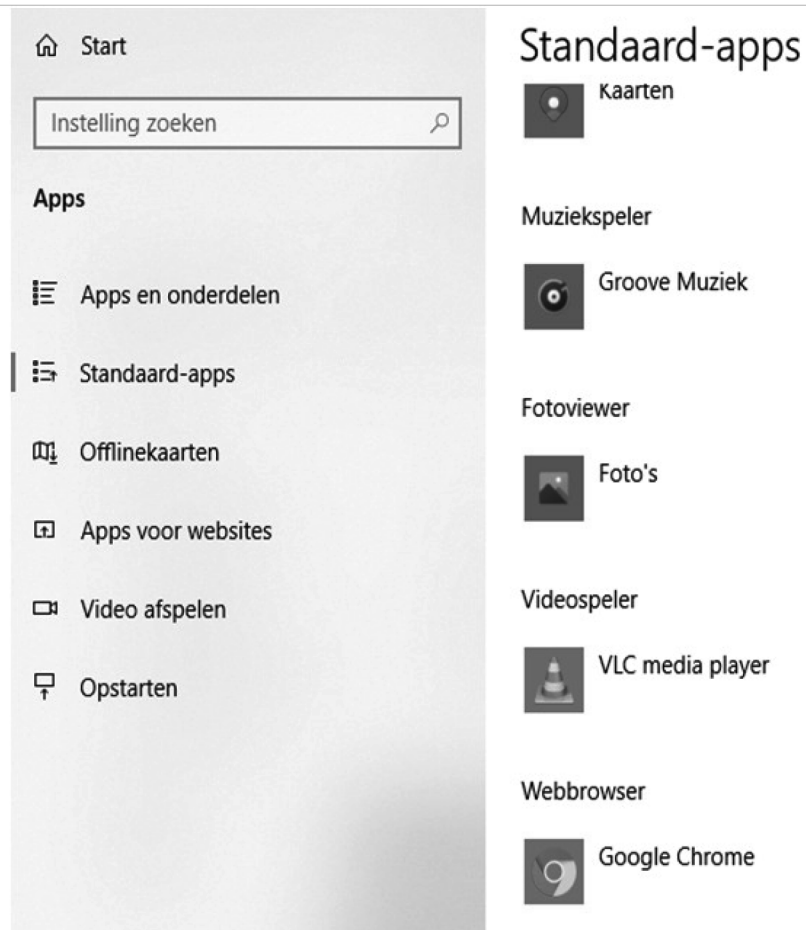 Start
Instelling zoeken
Apps
Apps en onderdelen
Standaard-apps
Offlinekaarten
Apps voor websites
Video afspelen
Opstarten
Standaard-apps
Kaarten
Muziekspeler
Groove Muziek
Fotoviewer
Foto's
Videospeler
VLC media player
Webbrowser
Google Chrome